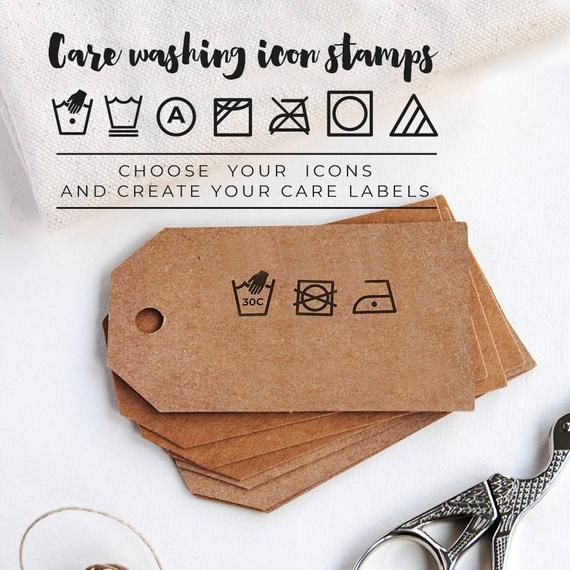 Care washing icon stamps
A
CHOOSE YOUR ICONS
AND CREATE YOUR CARE LABELS
30C